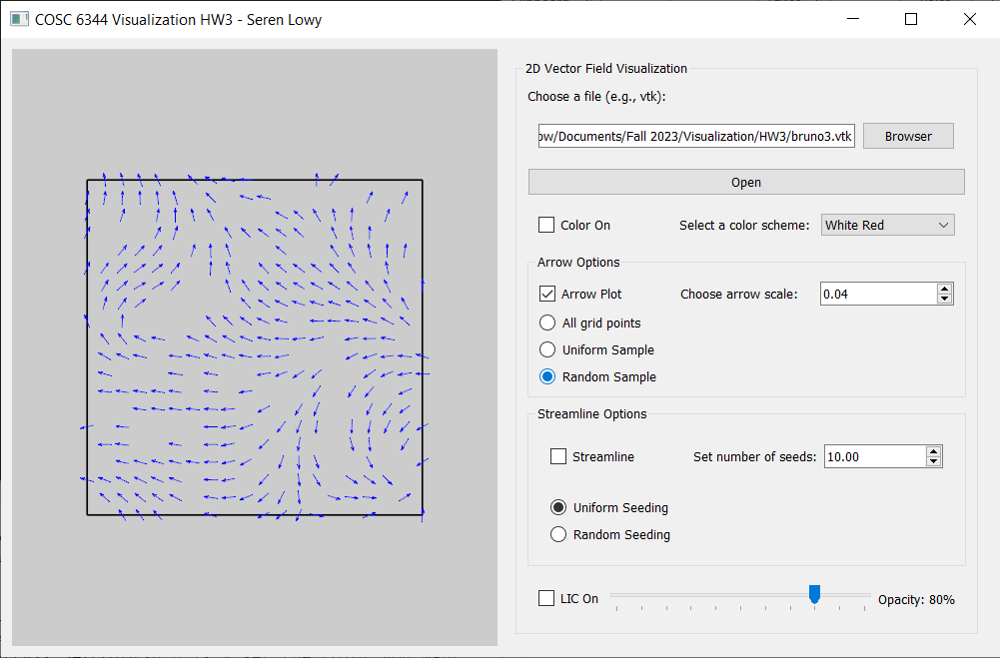 COSC 6344 Visualization HW3 - Seren Lowy
2D Vector Field Visualization
Choose a file (e.g., vtk):
ow/Documents/Fall 2023/Visualization/HW3/bruno3.vtk
Browser
Open
Color On
Select a color scheme:
White Red
Arrow Options
Arrow Plot
Choose arrow scale:
0.04
All grid points
Uniform Sample
Random Sample
Streamline Options
Streamline
Set number of seeds:
10.00
Uniform Seeding
Random Seeding
LIC On
Opacity: 80%